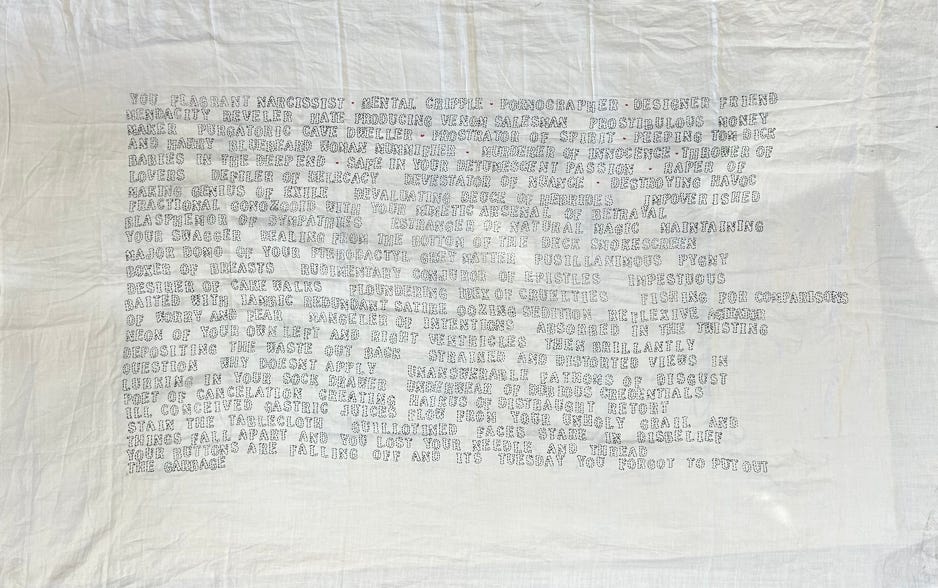 YOU FLAGRANT NARCISSIST · MENTAL CRIPPLE · PORNOGRAPHER · DESIGNER FRIEND
MENDACITY REVELER HATE PRODUCING VENOM SALESMAN PROSTIBULOUS MONEY
MAKER PURGATORIC CAVE DWELLER · PROSTRATOR OF SPIRIT · PEEPING TOM DICK
AND HARRY BLUEBEARD WOMAN MUMMIFIER · MURDERER OF INNOCENCE · THROWER OF
BABIES IN THE DEEP END · SAFE IN YOUR DETUMESCENT PASSION · RAPER OF
LOVERS DEFILER OF DELECACY DEVESTATOR OF NUANCE · DESTROYING HAVOC
MAKING GENIUS OF EXILE DEVALUATING DEUCE OF HEBRIDES IMPOVERISHED
FRACTIONAL GONOZOOID WITH YOUR MIMETIC ARSENAL OF BETRAYAL
BLASPHEMOR OF SYMPATHIES ESTRANGER OF NATURAL MAGIC MAINTAINING
YOUR SWAGGER DEALING FROM THE BOTTOM OF THE DECK SMOKESCREEN
MAJOR DOMO OF YOUR PTERODACTYL GREY MATTER PUSILLANIMOUS PYGMY
BOXER OF BREASTS RUDIMENTARY CONJUROR OF EPISTLES IMPESTUOUS
DESIRER OF CAKE WALKS FLOUNDERING IBEX OF CRUELTIES FISHING FOR COMPARISONS
BAITED WITH IAMBIC REDUNDANT SATIRE OOZING SEDITION REFLEXIVE
OF WORRY AND FEAR MANGELER OF INTENTIONS ABSORBED IN THE TWISTING
NEON OF YOUR OWN LEFT AND RIGHT VENTRICLES THEN BRILLANTLY
DEPOSITING THE WASTE OUT BACK STRAINED AND DISTORTED VIEWS IN
QUESTION WHY DOESNT APPLY UNANSWERABLE FATHOMS OF DISGUST
LURKING IN YOUR SOCK DRAWER UNDERWEAR OF DUBIOUS CREDENTIALS
POET OF CANCELATION CREATING HAIKUS OF DISTRAUGHT RETORT
ILL CONCEIVED GASTRIC JUICES FLOW FROM YOUR UNHOLY GRAIL AND
STAIN THE TABLECLOTH GUILLOTINED FACES STARE IN DISBELIEF
THINGS FALL APART AND YOU LOST YOUR NEEDLE AND THREAD
YOUR BUTTONS ARE FALLING OFF AND ITS TUESDAY YOU FORGOT TO PUT OUT
THE GARBAGE